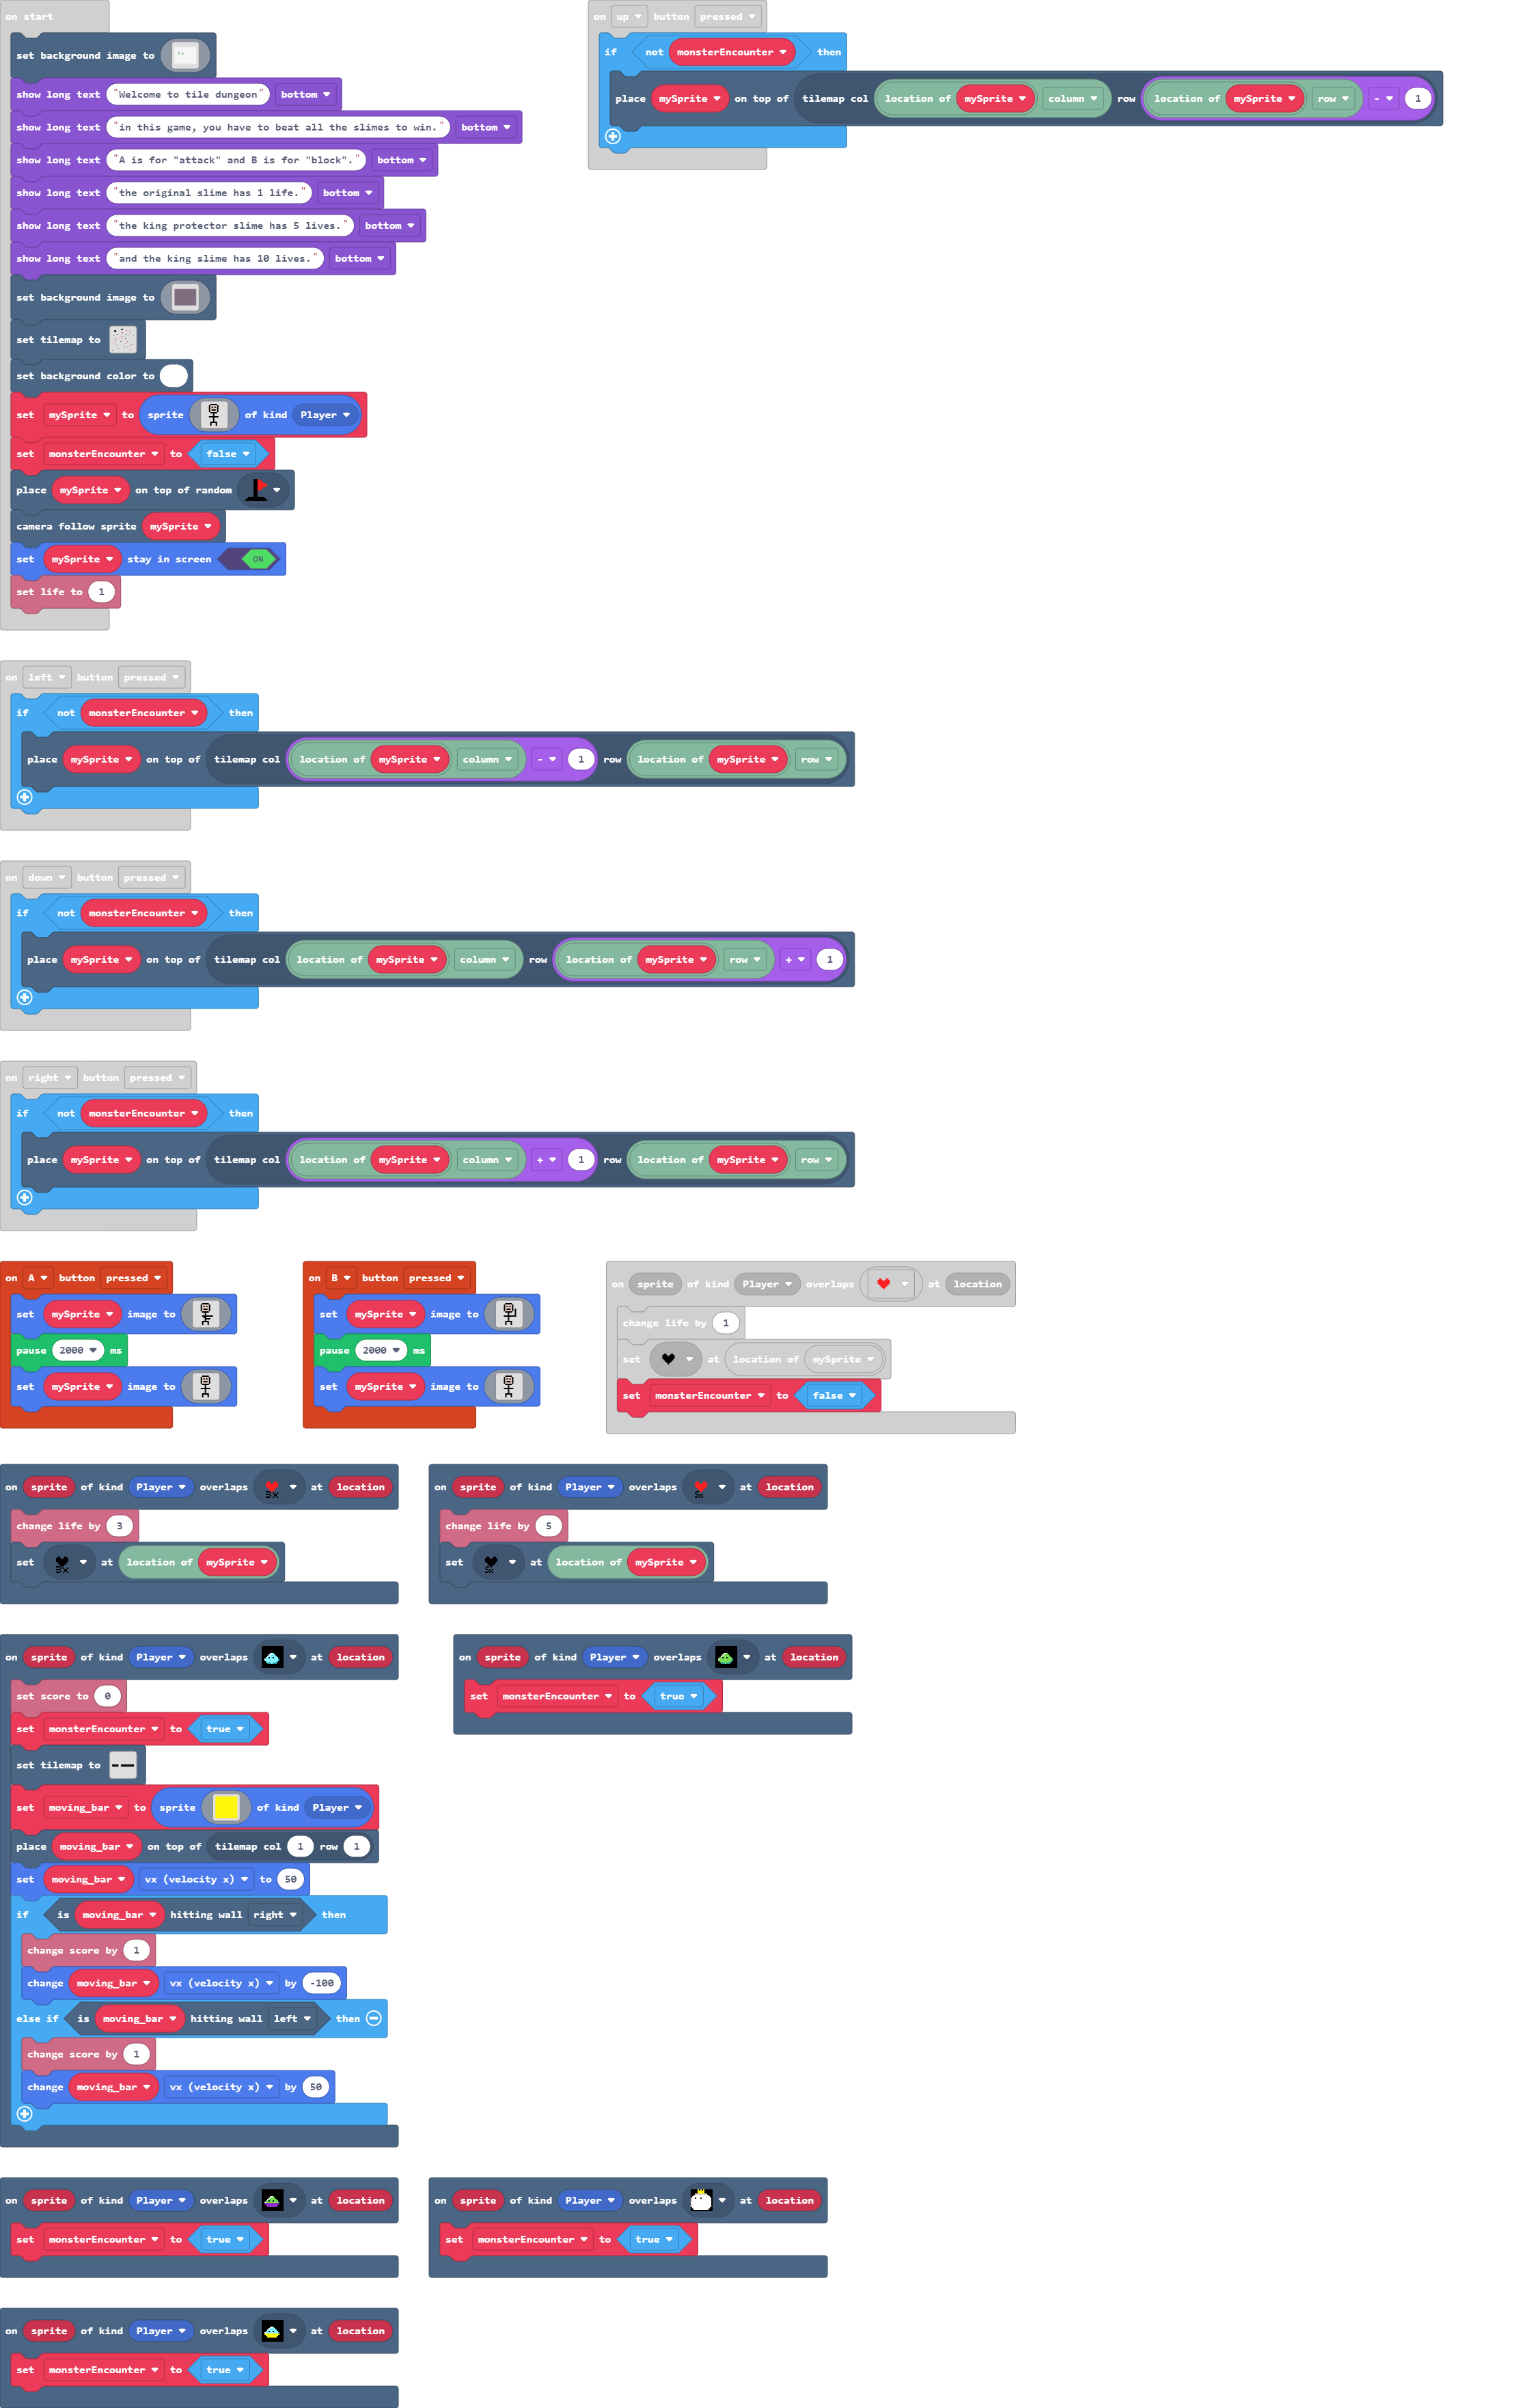 on start
set background image to
show long text "Welcome to tile dungeon" bottom
show long text "in this game, you have to beat all the slimes to win." bottom
show long text "A is for "attack" and B is for "block"." bottom
show long text "the original slime has 1 life." bottom
show long text "the king protector slime has 5 lives." bottom
show long text "and the king slime has 10 lives." bottom
set background image to
set tilemap to
set background color to
set mySprite to sprite of kind Player
set monsterEncounter to false
place mySprite on top of random
camera follow sprite mySprite
set mySprite stay in screen ON
set life to 1
on up button pressed
if not monsterEncounter then
place mySprite on top of tilemap col location of mySprite column row location of mySprite row - 1
on left button pressed
if not monsterEncounter then
place mySprite on top of tilemap col location of mySprite column - 1 row location of mySprite row
on down button pressed
if not monsterEncounter then
place mySprite on top of tilemap col location of mySprite column row location of mySprite row + 1
on right button pressed
if not monsterEncounter then
place mySprite on top of tilemap col location of mySprite column + 1 row location of mySprite row
on A button pressed
set mySprite image to
pause 2000 ms
set mySprite image to
on B button pressed
set mySprite image to
pause 2000 ms
set mySprite image to
on sprite of kind Player overlaps at location
change life by 1
set at location of mySprite
set monsterEncounter to false
on sprite of kind Player overlaps at location
change life by 3
set at location of mySprite
on sprite of kind Player overlaps at location
change life by 5
set at location of mySprite
on sprite of kind Player overlaps at location
set score to 0
set monsterEncounter to true
set tilemap to
set moving_bar to sprite of kind Player
place moving_bar on top of tilemap col 1 row 1
set moving_bar vx (velocity x) to 50
if is moving_bar hitting wall right then
change score by 1
change moving_bar vx (velocity x) by -100
else if is moving_bar hitting wall left then
change score by 1
change moving_bar vx (velocity x) by 50
on sprite of kind Player overlaps at location
set monsterEncounter to true
on sprite of kind Player overlaps at location
set monsterEncounter to true
on sprite of kind Player overlaps at location
set monsterEncounter to true
on sprite of kind Player overlaps at location
set monsterEncounter to true